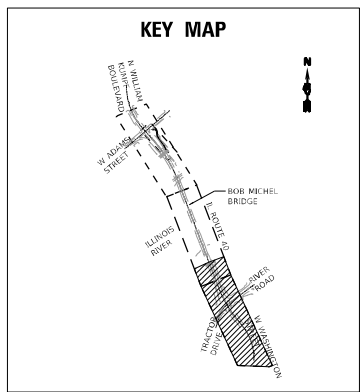 KEY MAP
N
N WILLIAM
KUMPF
BOULEVARD
W ADAMS
STREET
BOB MICHEL
BRIDGE
IL ROUTE 40
ILLINOIS
RIVER
RIVER
ROAD
TRACTOR
DRIVE
W WASHINGTON